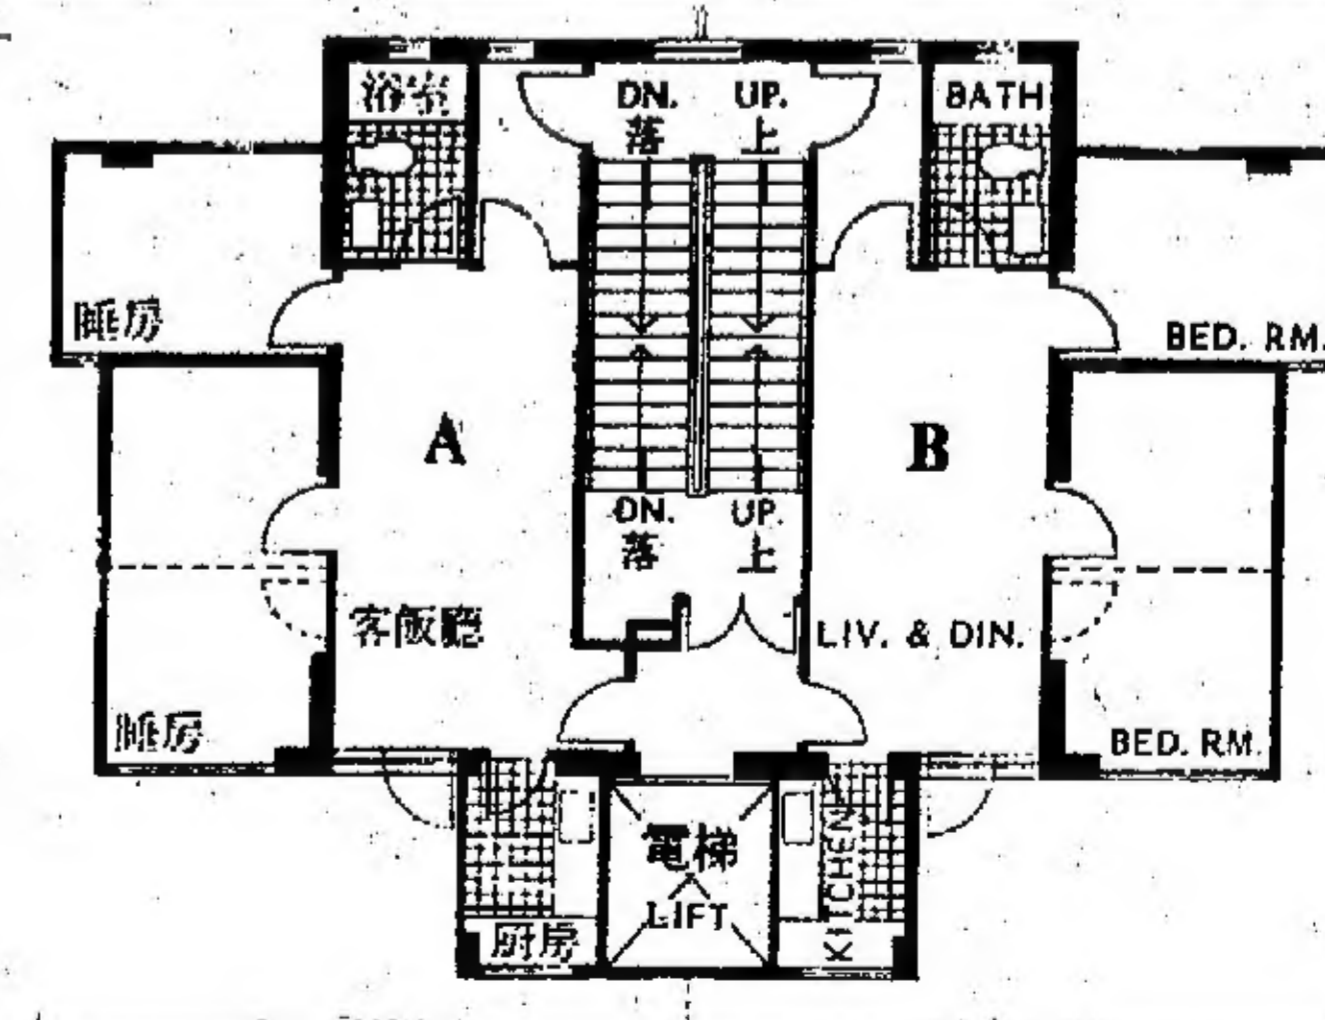 浴室
DN. UP.
落 上
BATH
睡房
BED. RM.
A
B
DN. UP.
落 上
客飯廳
LIV. & DIN.
睡房
BED. RM.
電梯
LIFT
KITCHEN
厨房